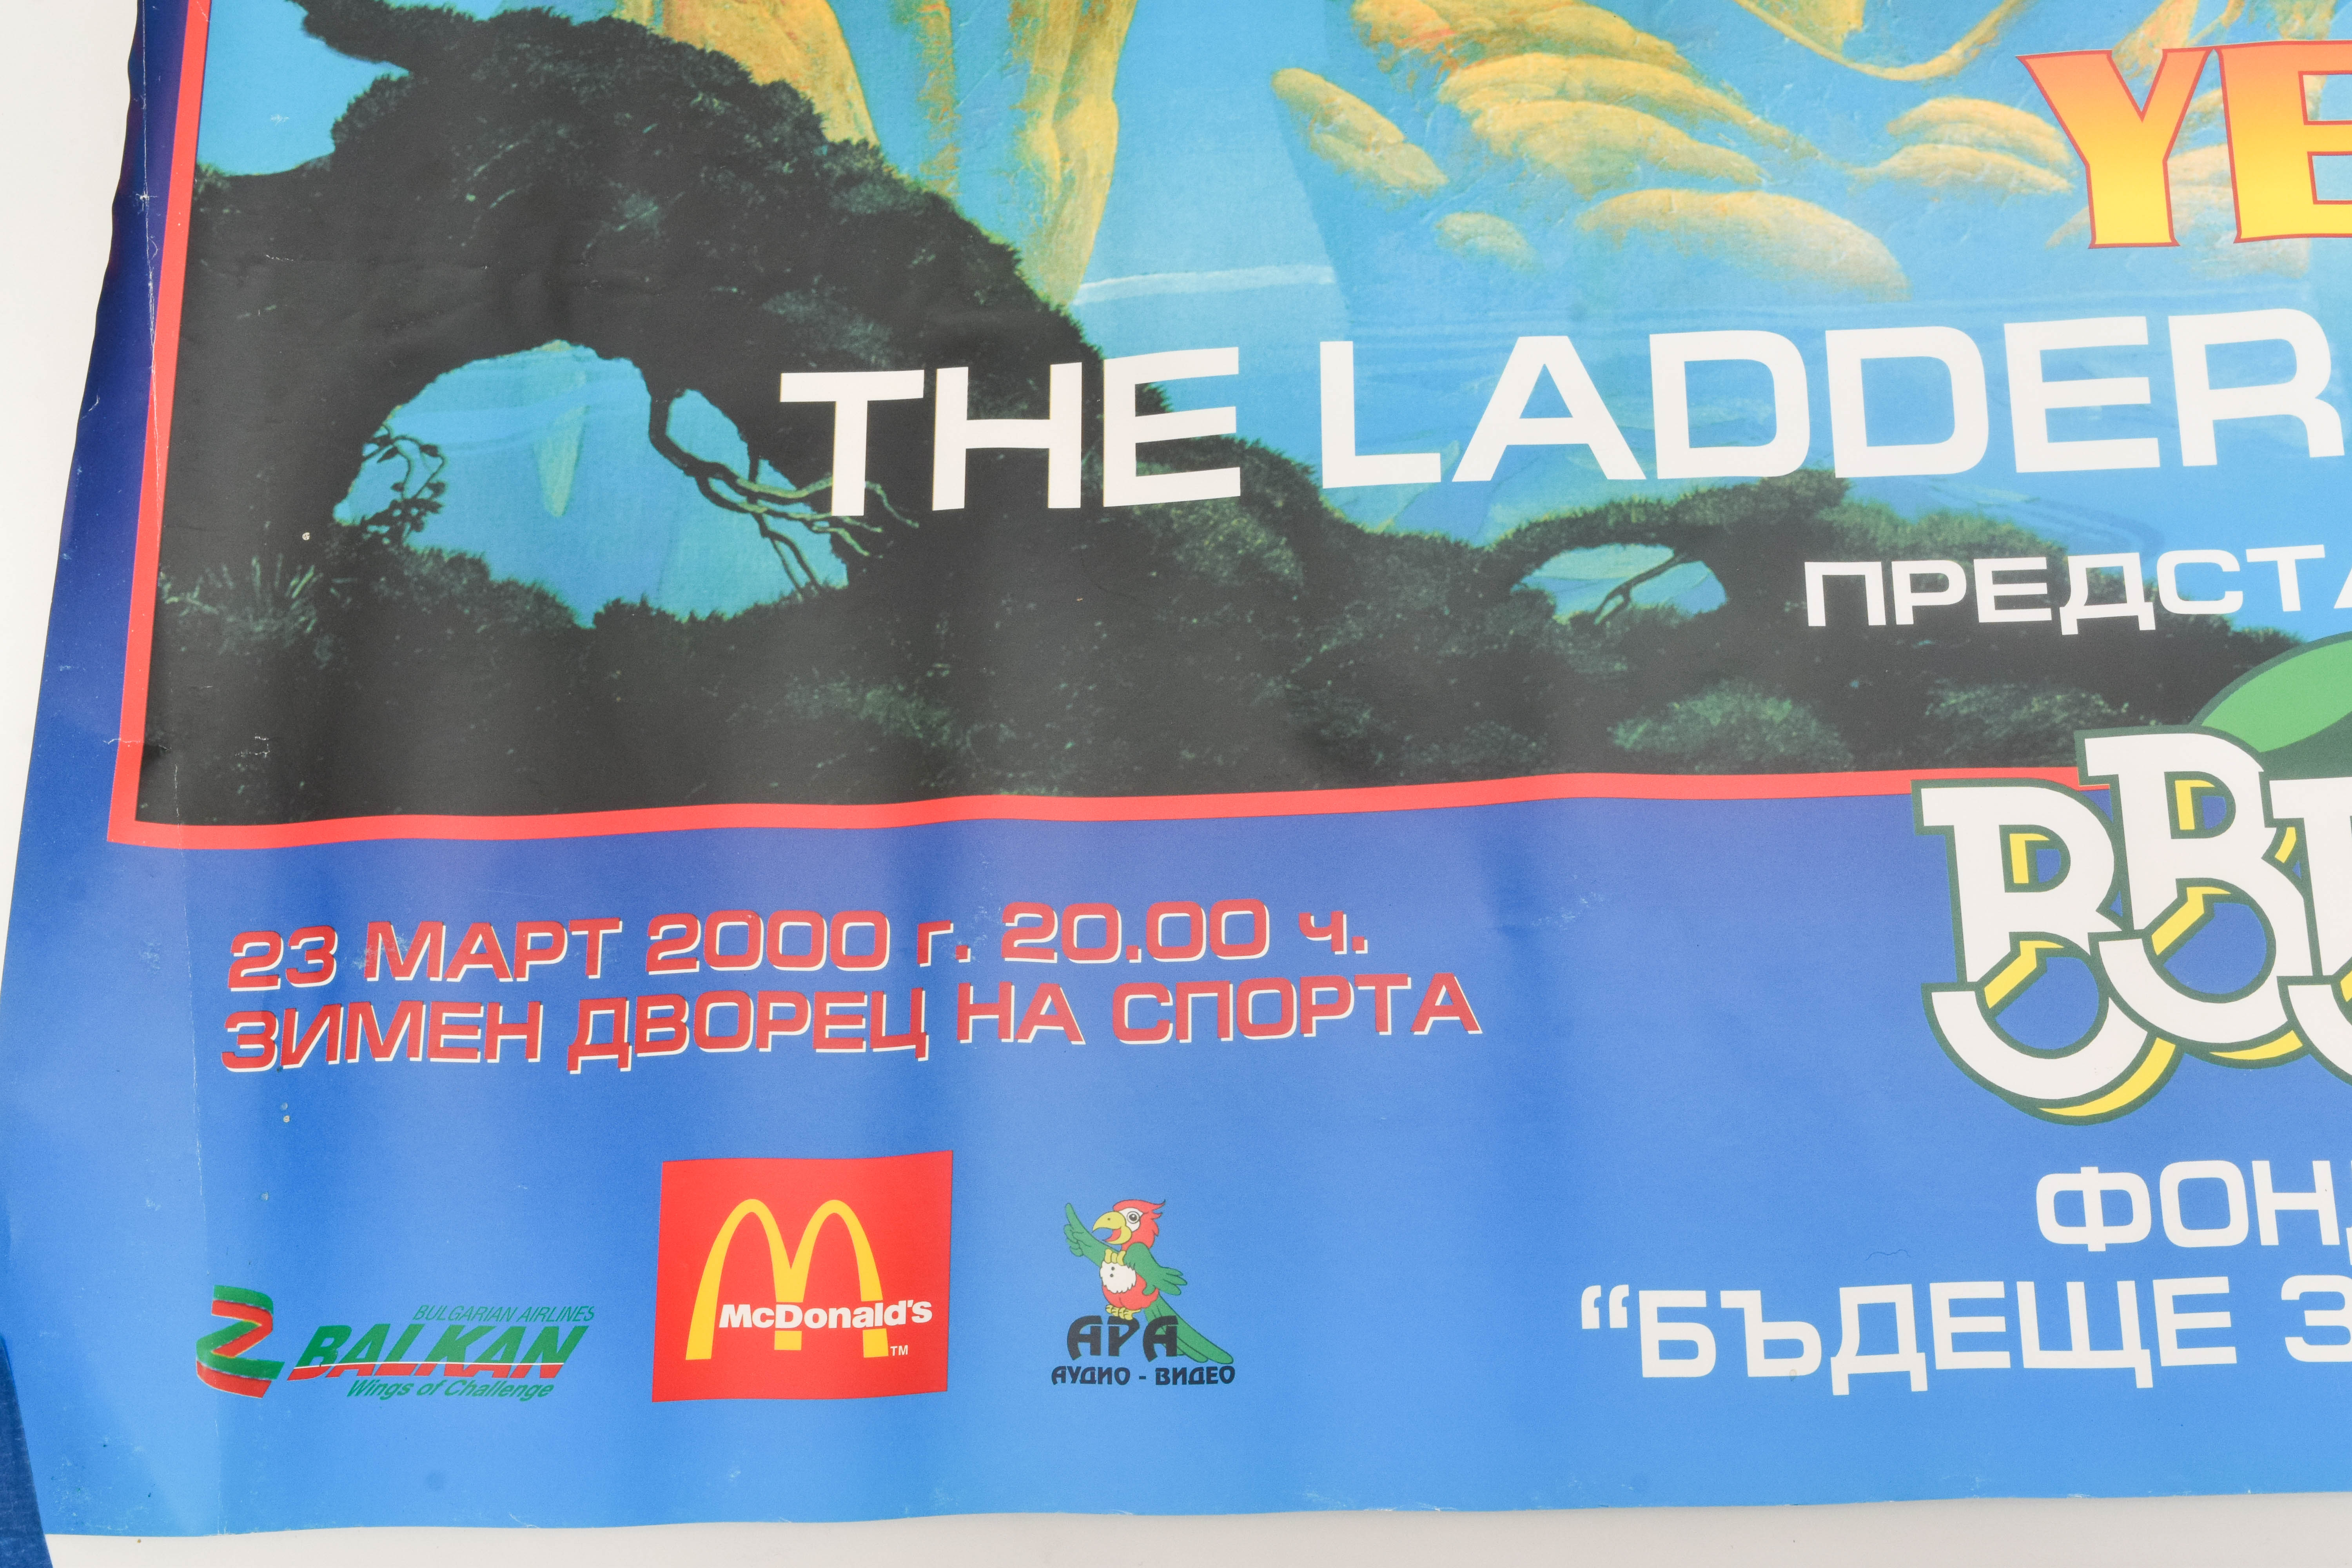 YE
THE LADDER
ПРЕДСТА
23 МАРТ 2000 г. 20.00 ч.
ЗИМЕН ДВОРЕЦ НА СПОРТА
ФОН
“БЪДЕЩЕ З
BULGARIAN AIRLINES
BALKAN
Wings of Challenge
McDonald's
TM
АРА
АУДИО - ВИДЕО